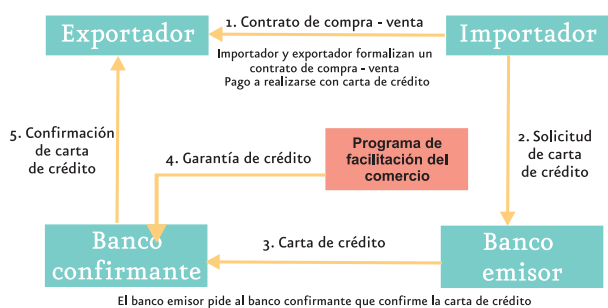 1. Contrato de compra - venta
Exportador
Importador
Importador y exportador formalizan un
contrato de compra - venta
Pago a realizarse con carta de crédito
5. Confirmación
de carta
de crédito
2. Solicitud
de carta
de crédito
4. Garantía de crédito
Programa de
facilitación del
comercio
Banco
confirmante
3. Carta de crédito
Banco
emisor
El banco emisor pide al banco confirmante que confirme la carta de crédito